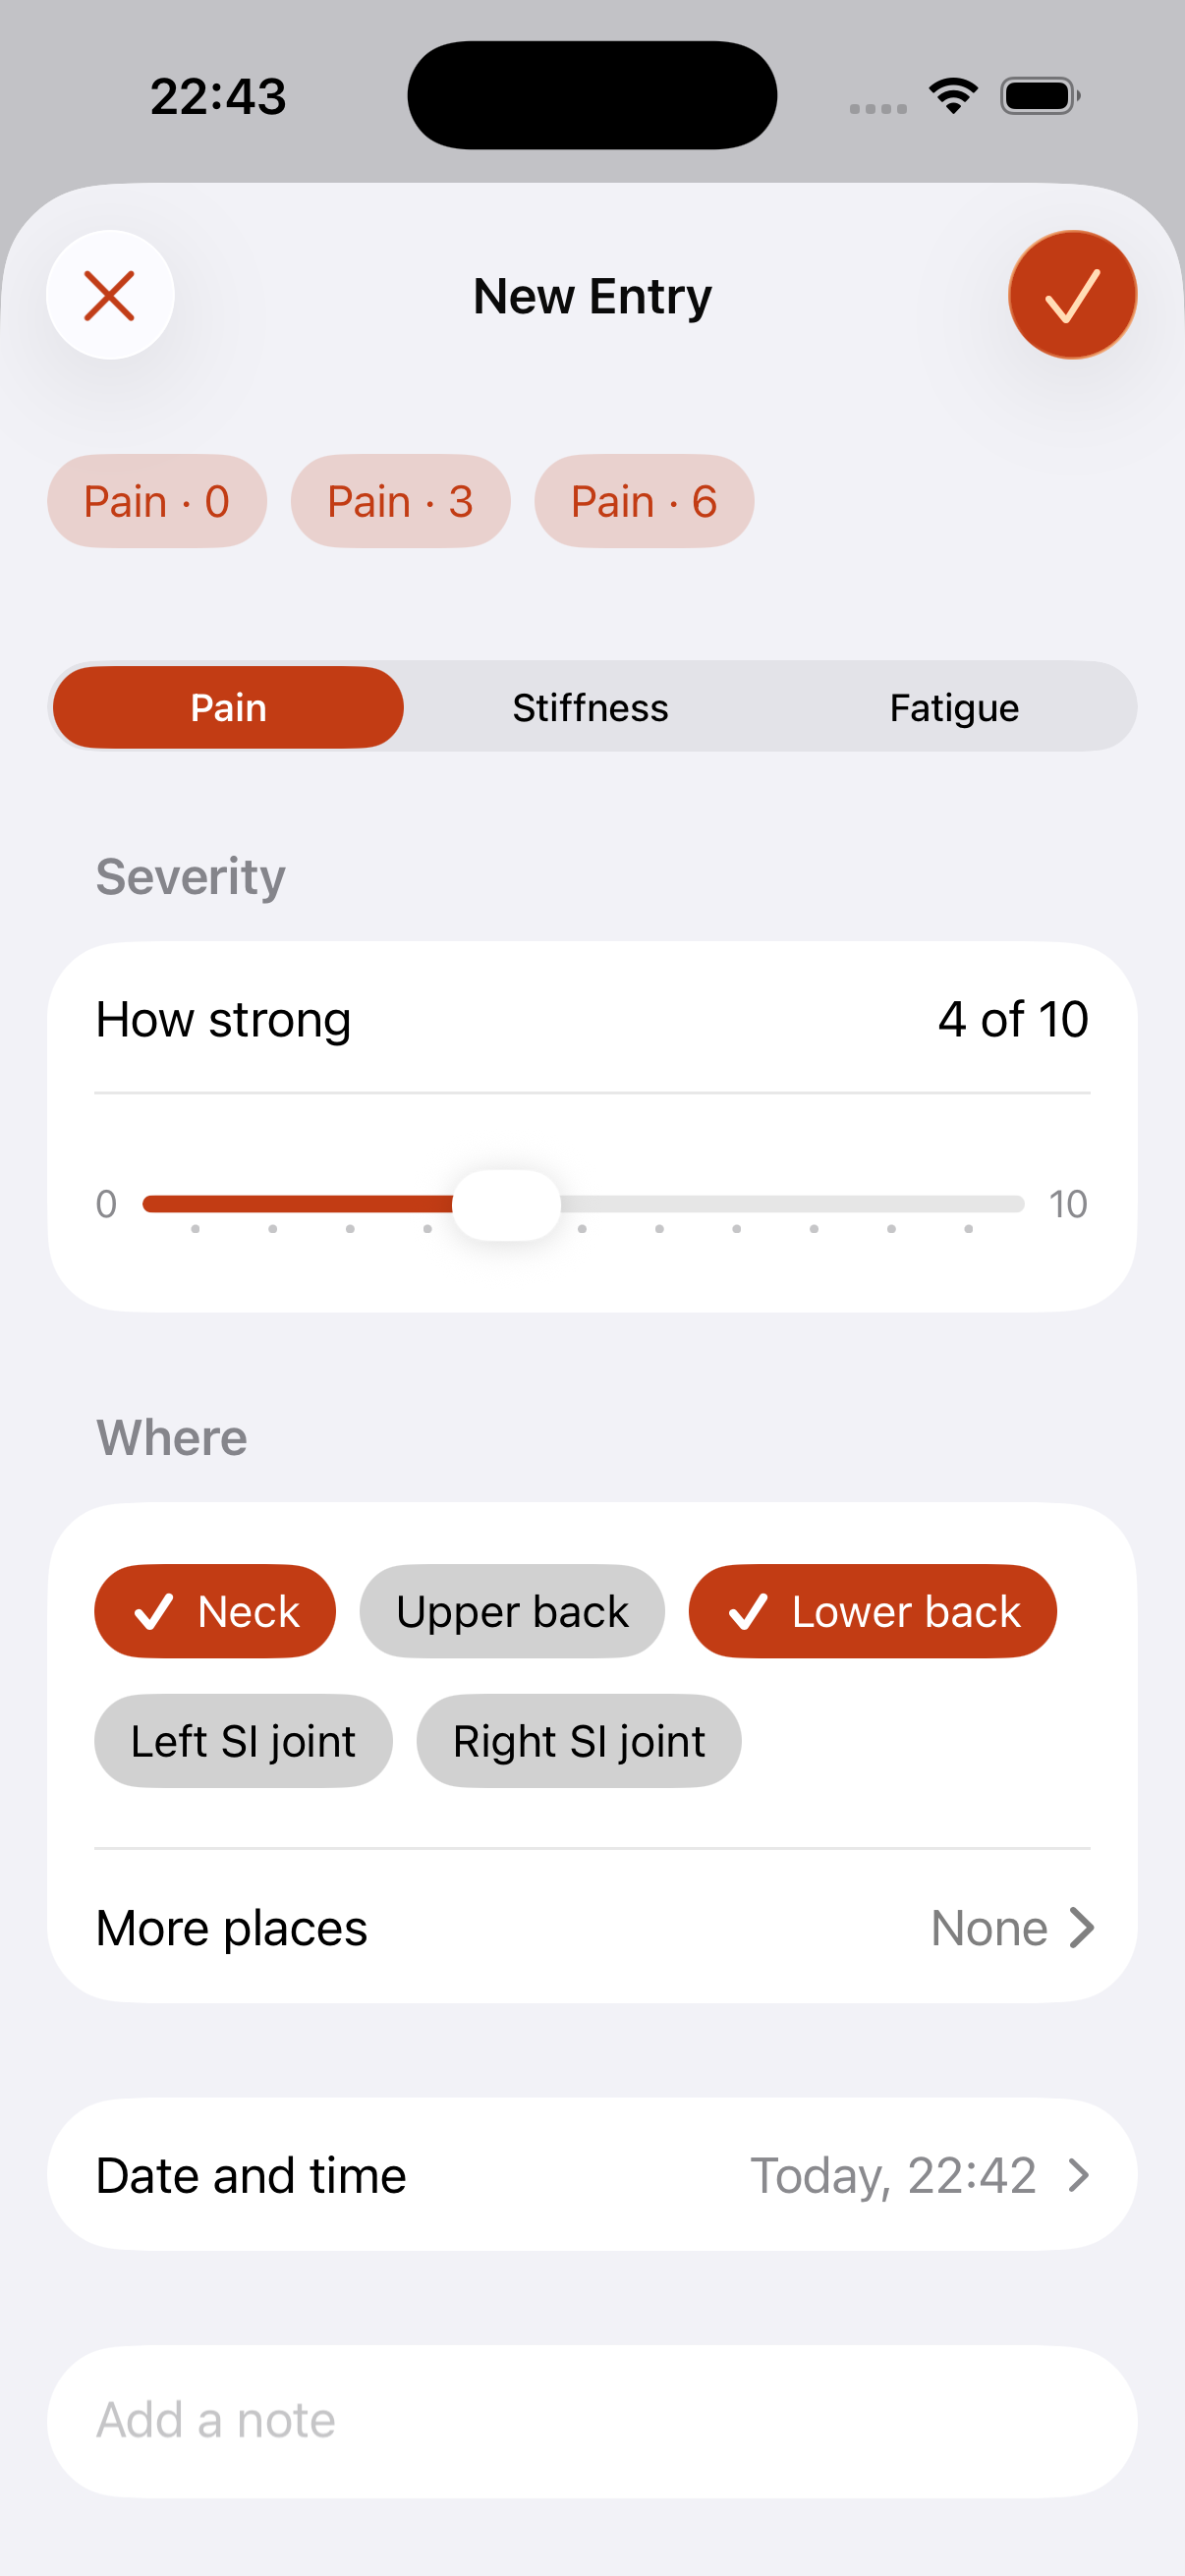 22:43
New Entry
Pain · 0 Pain · 3 Pain · 6
Pain Stiffness Fatigue
Severity
How strong 4 of 10
0 10
Where
Neck Upper back Lower back
Left SI joint Right SI joint
More places None
Date and time Today, 22:42
Add a note